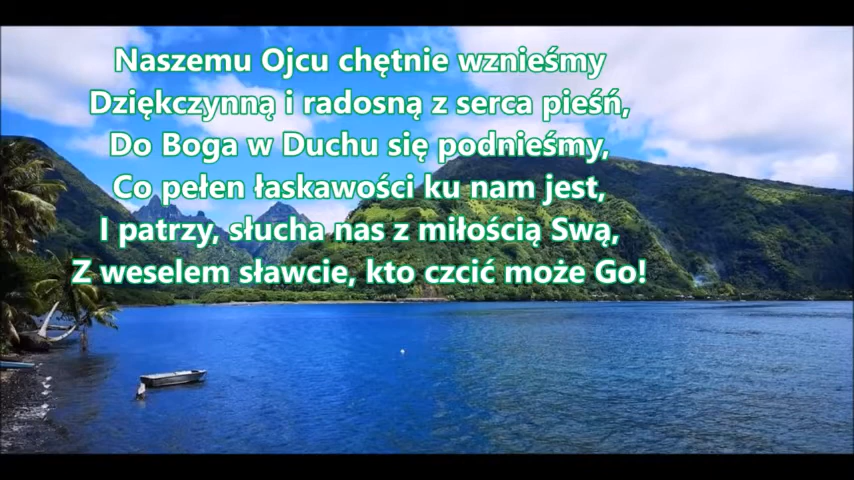 Naszemu Ojcu chętnie wznieśmy
Dziękczynną i radosną z serca pieśń,
Do Boga w Duchu się podnieśmy,
Co pełen łaskawości ku nam jest,
I patrzy, słucha nas z miłością Swą,
Z weselem sławcie, kto czcić może Go!